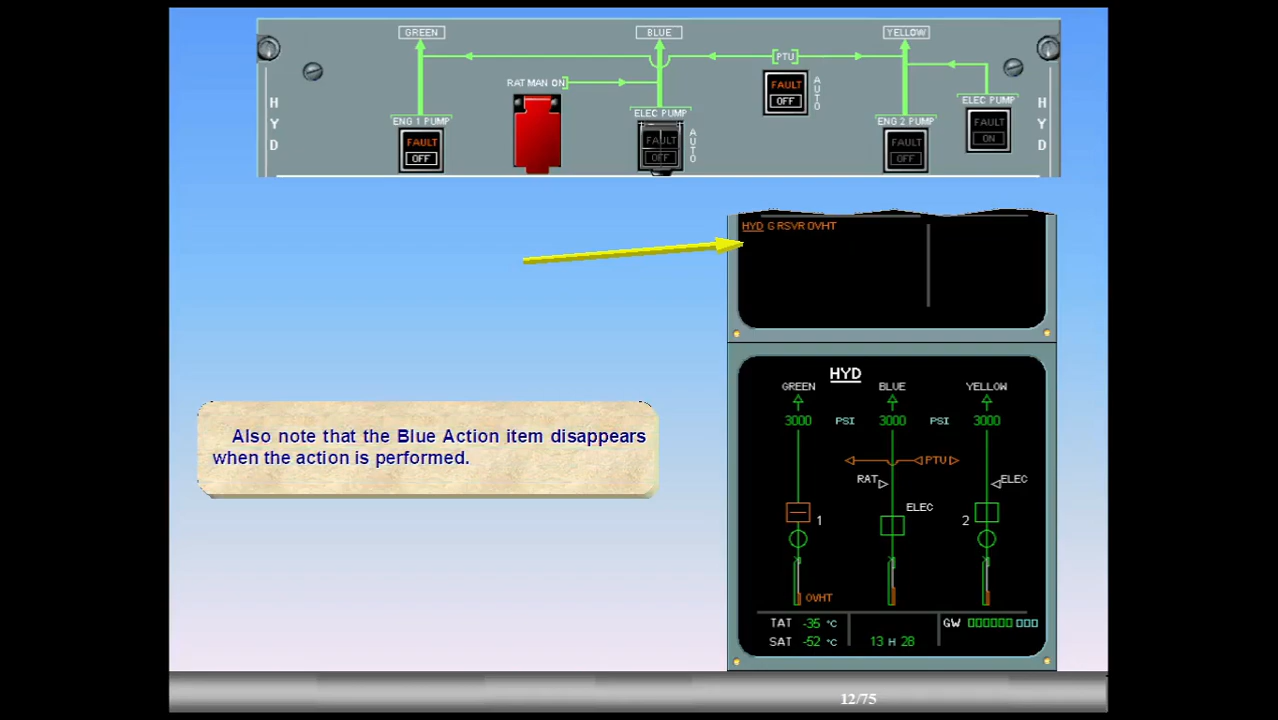 GREEN BLUE YELLOW
PTU
RAT MAN ON
FAULT
OFF
AUTO
ELEC PUMP
ELEC PUMP
HYD
HYD
ENG 1 PUMP
ENG 2 PUMP
FAULT
OFF
FAULT
OFF
AUTO
FAULT
OFF
FAULT
ON
HYD G RSVR OVHT
HYD
GREEN BLUE YELLOW
3000 PSI 3000 PSI 3000
PTU
RAT
ELEC
ELEC
1
2
OVHT
TAT -35 °C
GW
SAT -52 °C
13 H 28
Also note that the Blue Action item disappears
when the action is performed.
12/75